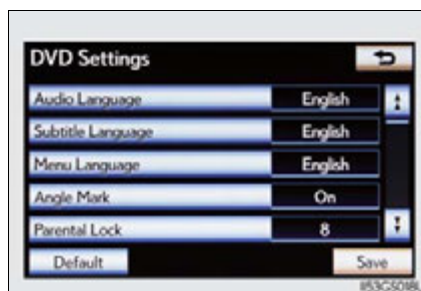 DVD Settings
Audio Language English
Subtitle Language English
Menu Language English
Angle Mark On
Parental Lock 8
Default Save